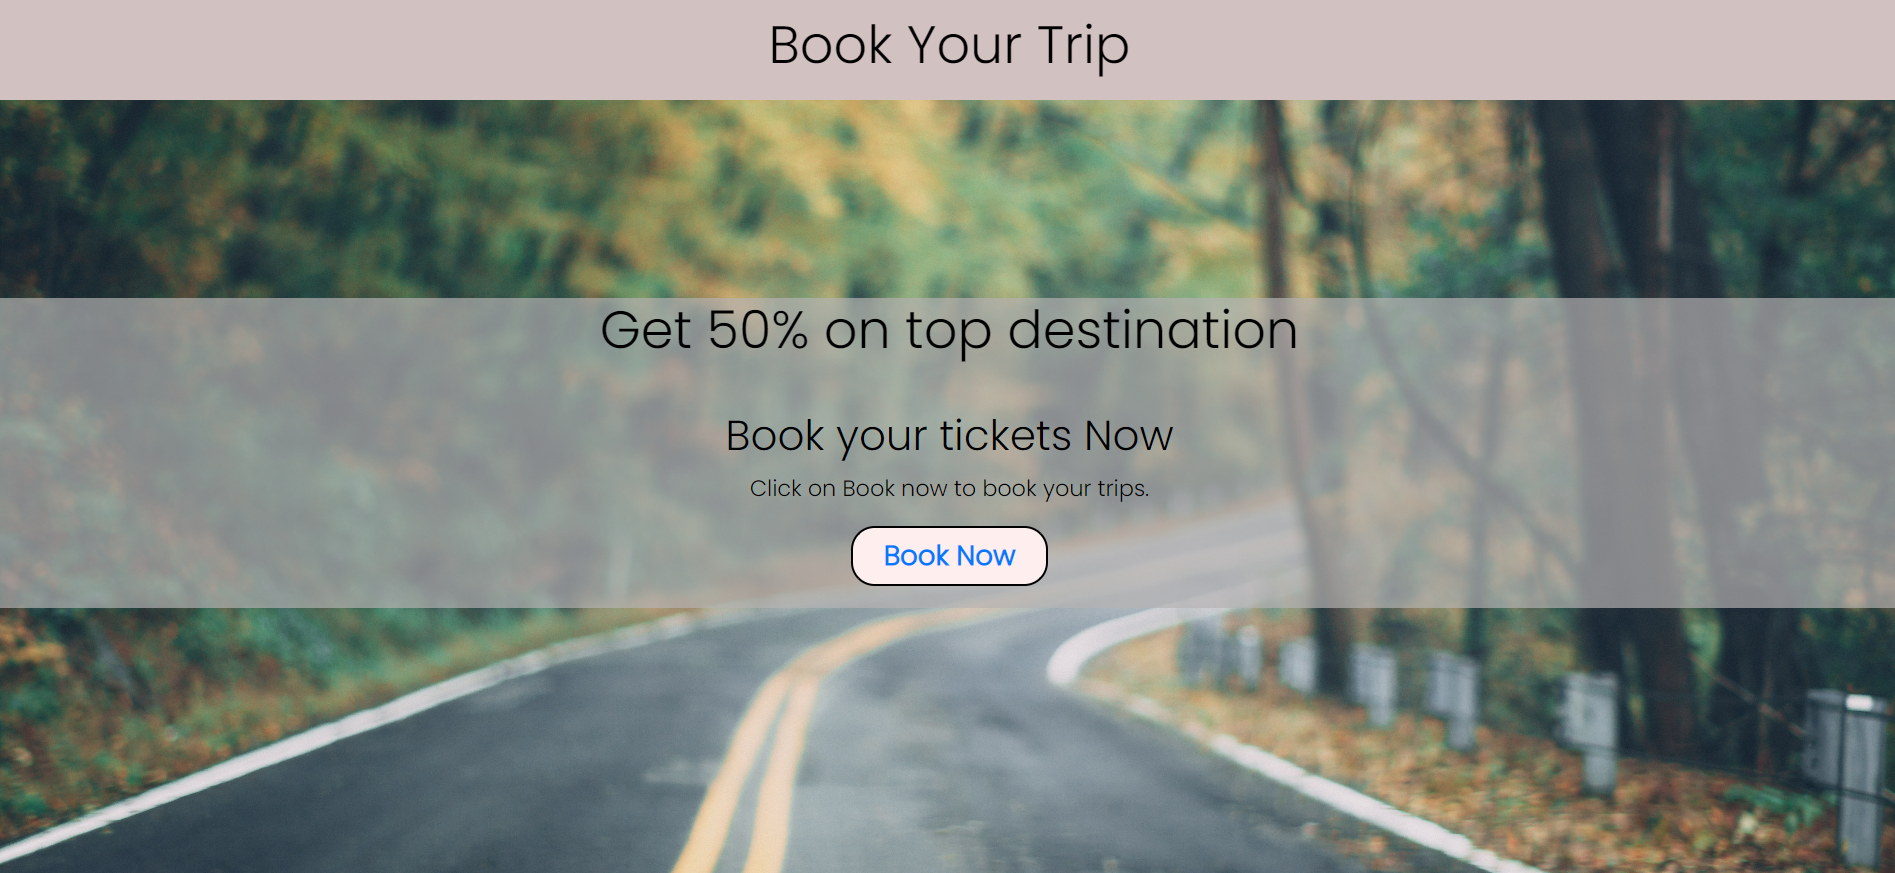 Book Your Trip
Get 50% on top destination
Book your tickets Now
Click on Book now to book your trips.
Book Now